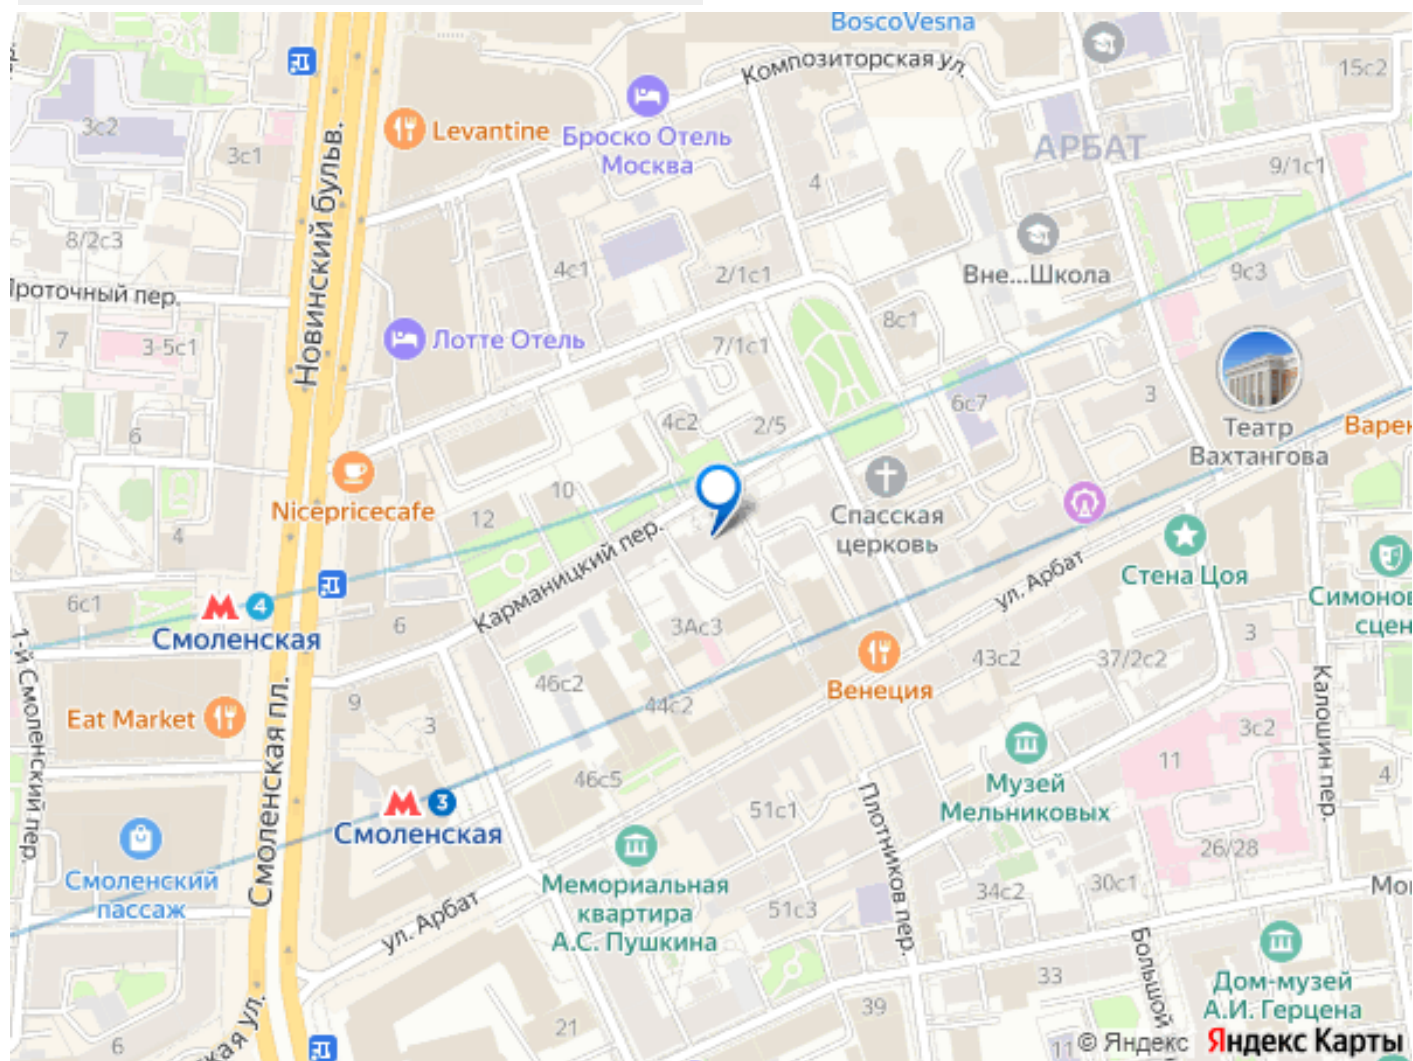 BoscoVesna
Композиторская ул.
15с2
3с2
3с1
Levantine
Броско Отель
Москва
АРБАТ
9/1с1
4
Новинский бульв.
8/2с3
4с1
2/1с1
Вне...Школа
9с3
Проточный пер.
7
3-5с1
Лотте Отель
7/1с1
8с1
6с7
3
Театр
Вахтангова
6
4с2
2/5
Nicepricecafe
10
12
4
Спасская
церковь
Стена Цоя
Карманицкий пер.
ул. Арбат
6с1
4
Смоленская
6
3Ас3
Венеция
43с2
37/2с2
3
1-й Смоленский пер.
Eat Market
Смоленская пл.
9
3
46с2
44с2
Калошин пер.
3с2
11
4
46с5
3
Смоленская
51с1
Музей
Мельниковых
Плотников пер.
26/28
Смоленский
пассаж
Мемориальная
квартира
А.С. Пушкина
ул. Арбат
51с3
34с2
30с1
Большой
33
Дом-музей
А.И. Герцена
39
21
6
11
© Яндекс Яндекс Карты